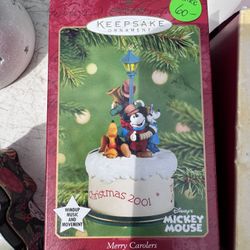 60-
KEEPSAKE
ORNAMENT
Christmas 2001
WINDUP MUSIC
AND
MOVEMENT
Disney's
MICKEY
MOUSE
Merry Carolers